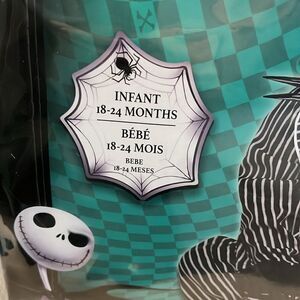 INFANT
18-24 MONTHS
BÉBÉ
18-24 MOIS
BEBE
18-24 MESES